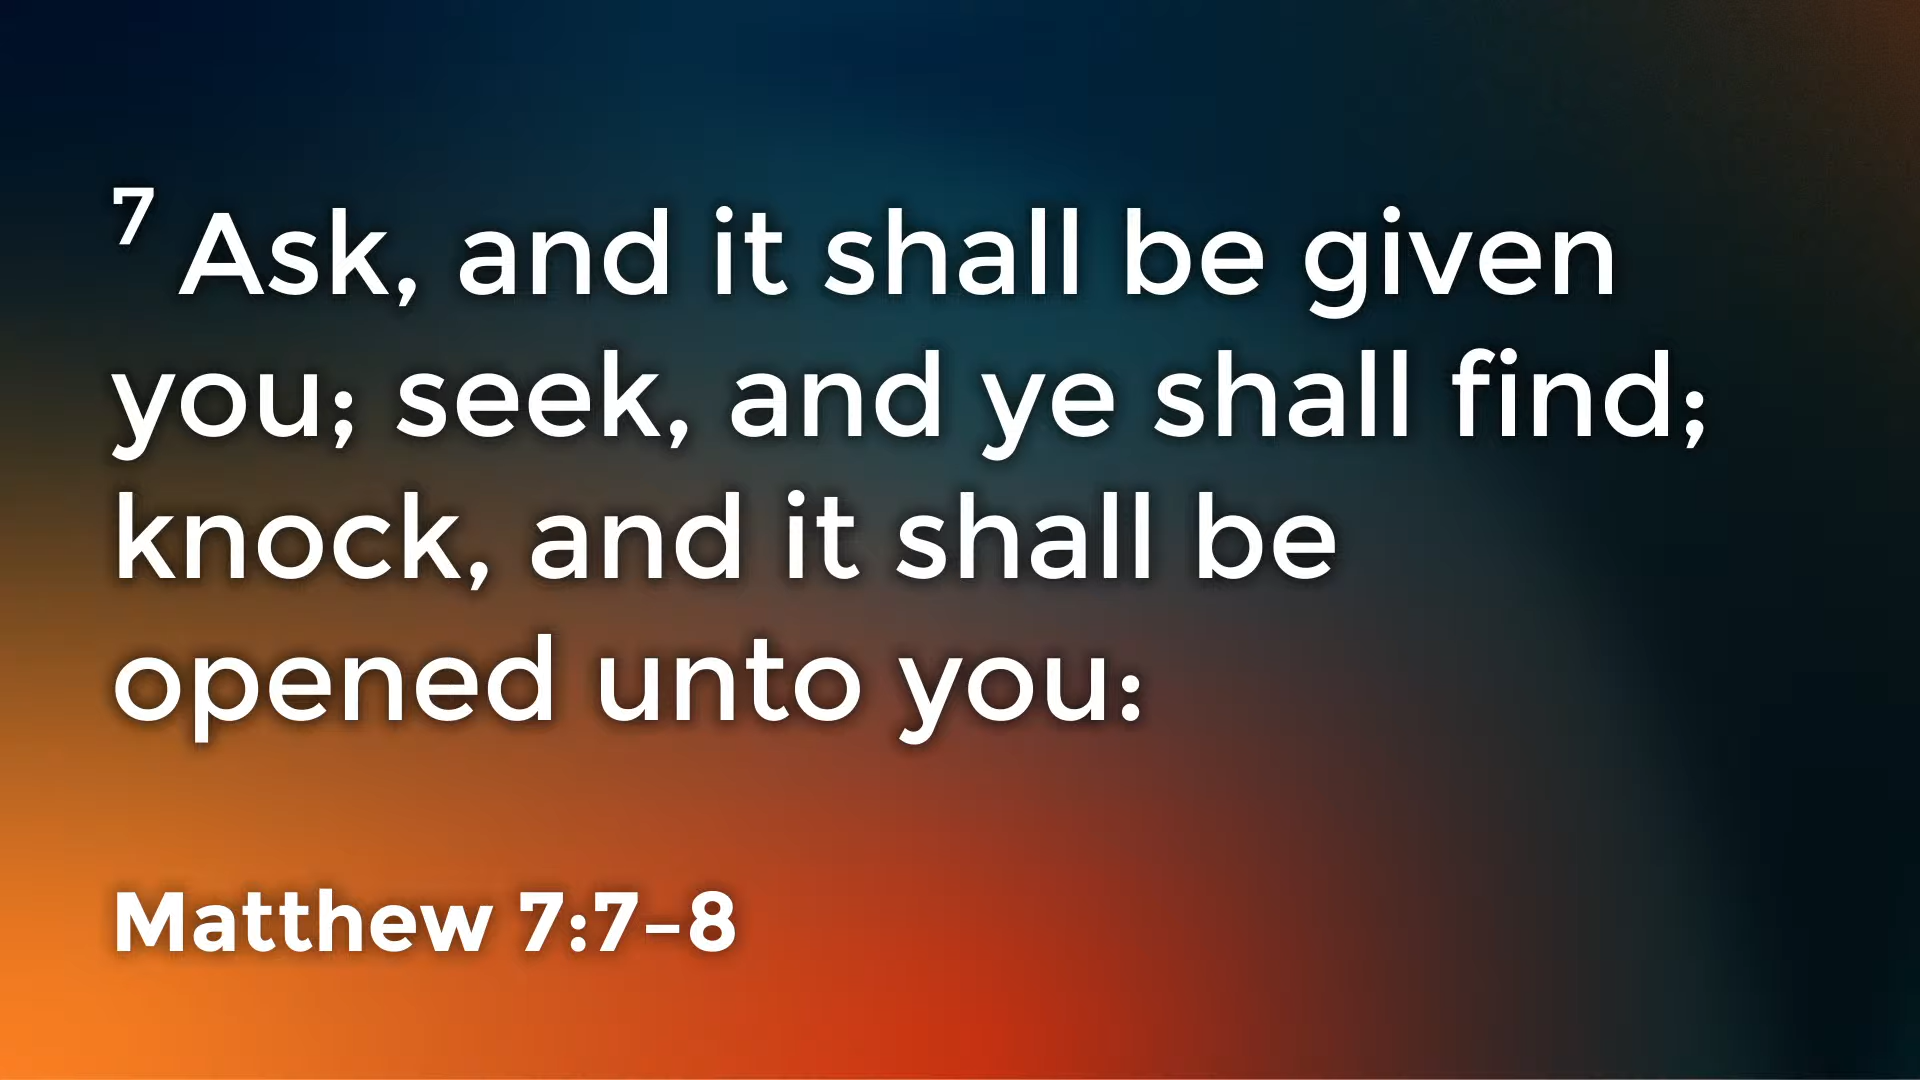 7 Ask, and it shall be given
you; seek, and ye shall find;
knock, and it shall be
opened unto you:
Matthew 7:7–8